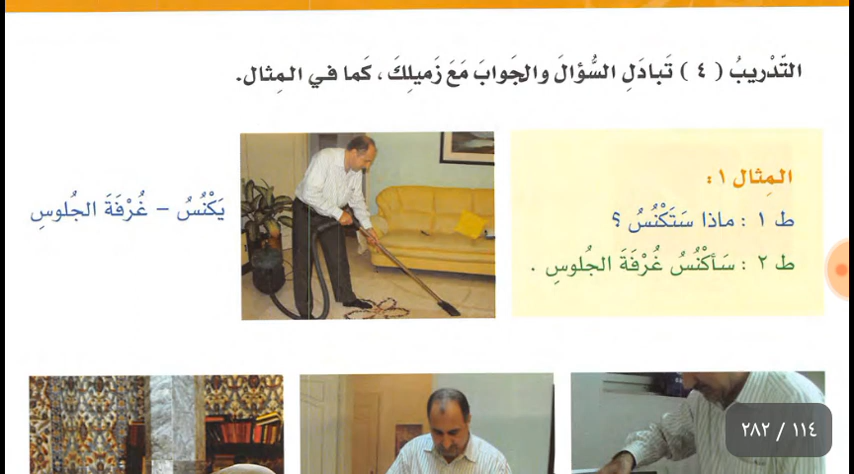 التَّدْريبُ ( ٤ ) تَبادَلِ السُّؤالَ والجَوابَ مَعَ زَميلِكَ ، كَما في المِثال.
المِثال ١ :
ط ١ : ماذا سَتَكْنُسُ ؟
ط ٢ : سَأَكْنُسُ غُرْفَةَ الجُلوسِ .
يَكْنُسُ – غُرْفَةَ الجُلوسِ
١١٤ / ٢٨٢